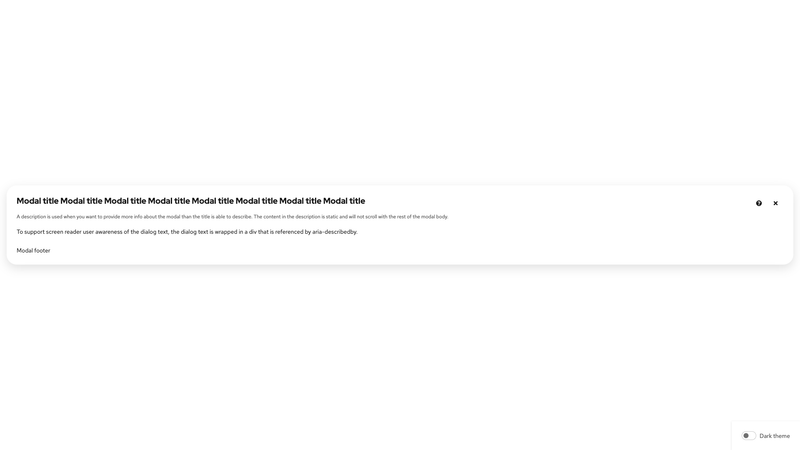 Modal title Modal title Modal title Modal title Modal title Modal title Modal title Modal title
A description is used when you want to provide more info about the modal than the title is able to describe. The content in the description is static and will not scroll with the rest of the modal body.
To support screen reader user awareness of the dialog text, the dialog text is wrapped in a div that is referenced by aria-describedby.
Modal footer
Dark theme